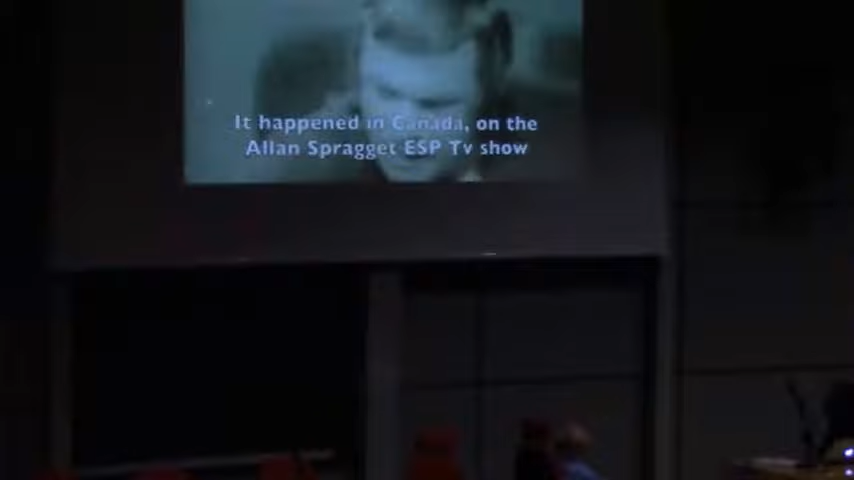 It happened in Canada, on the
Allan Spragget ESP Tv show